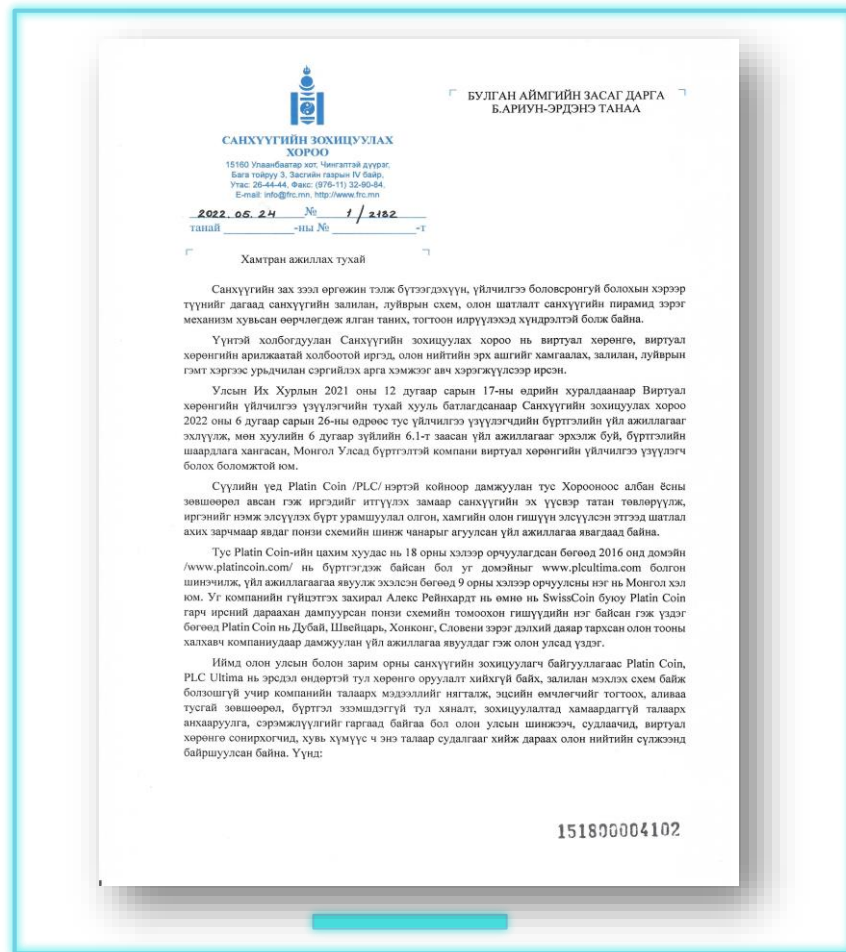 БУЛГАН АЙМГИЙН ЗАСАГ ДАРГА
Б.АРИУН-ЭРДЭНЭ ТАНАА
САНХҮҮГИЙН ЗОХИЦУУЛАХ
ХОРОО
15160 Улаанбаатар хот, Чингэлтэй дүүрэг,
Бага тойруу 3, Засгийн газрын IV байр,
Утас: 26-44-44, Факс: (976-11) 32-90-84,
E-mail: info@frc.mn, http://www.frc.mn
2022.05.24 № 1/2182
танай -ны № -т
Хамтран ажиллах тухай
Санхүүгийн зах зээл өргөжин тэлж бүтээгдэхүүн, үйлчилгээ боловсронгуй болохын хэрээр
түүнийг дагаад санхүүгийн залилан, луйврын схем, олон шатлалт санхүүгийн пирамид зэрэг
механизм хувьсан өөрчлөгдөж ялган таних, тогтоон илрүүлэхэд хүндрэлтэй болж байна.
Үүнтэй холбогдуулан Санхүүгийн зохицуулах хороо нь виртуал хөрөнгө, виртуал
хөрөнгийн арилжаатай холбоотой иргэд, олон нийтийн эрх ашгийг хамгаалах, залилан, луйврын
гэмт хэргээс урьдчилан сэргийлэх арга хэмжээг авч хэрэгжүүлсээр ирсэн.
Улсын Их Хурлын 2021 оны 12 дугаар сарын 17-ны өдрийн хуралдаанаар Виртуал
хөрөнгийн үйлчилгээ үзүүлэгчийн тухай хууль батлагдсанаар Санхүүгийн зохицуулах хороо
2022 оны 6 дугаар сарын 26-ны өдрөөс тус үйлчилгээ үзүүлэгчдийн бүртгэлийн үйл ажиллагааг
эхлүүлж, мөн хуулийн 6 дугаар зүйлийн 6.1-т заасан үйл ажиллагааг эрхэлж буй, бүртгэлийн
шаардлага хангасан, Монгол Улсад бүртгэлтэй компани виртуал хөрөнгийн үйлчилгээ үзүүлэгч
болох боломжтой юм.
Сүүлийн үед Platin Coin /PLC/ нэртэй койноор дамжуулан тус Хорооноос албан ёсны
зөвшөөрөл авсан гэж иргэдийг итгүүлэх замаар санхүүгийн эх үүсвэр татан төвлөрүүлж,
иргэнийг нэмж элсүүлэх бүрт урамшуулал олгон, хамгийн олон гишүүн элсүүлсэн этгээд шатлал
ахих зарчмаар явдаг понзи схемийн шинж чанарыг агуулсан үйл ажиллагаа явагдаад байна.
Тус Platin Coin-ийн цахим хуудас нь 18 орны хэлээр орчуулагдсан бөгөөд 2016 онд домэйн
/www.platincoin.com/ нь бүртгэгдэж байсан бол уг домэйныг www.plcultima.com болгон
шинэчилж, үйл ажиллагаагаа явуулж эхэлсэн бөгөөд 9 орны хэлээр орчуулсны нэг нь Монгол хэл
юм. Уг компанийн гүйцэтгэх захирал Алекс Рейнхардт нь өмнө нь SwissCoin буюу Platin Coin
гарч ирсний дараахан дампуурсан понзи схемийн томоохон гишүүдийн нэг байсан гэж үздэг
бөгөөд Platin Coin нь Дубай, Швейцарь, Хонконг, Словени зэрэг дэлхий даяар тархсан олон тооны
халхавч компаниудаар дамжуулан үйл ажиллагаа явуулдаг гэж олон улсад үздэг.
Иймд олон улсын болон зарим орны санхүүгийн зохицуулагч байгууллагаас Platin Coin,
PLC Ultima нь эрсдэл өндөртэй тул хөрөнгө оруулалт хийхгүй байх, залилан мэхлэх схем байж
болзошгүй учир компанийн талаарх мэдээллийг нягталж, эцсийн өмчлөгчийг тогтоох, аливаа
тусгай зөвшөөрөл, бүртгэл эзэмшдэггүй тул хяналт, зохицуулалтад хамаардаггүй талаарх
анхааруулга, сэрэмжлүүлгийг гаргаад байгаа бол олон улсын шинжээч, судлаачид, виртуал
хөрөнгө сонирхогчид, хувь хүмүүс ч энэ талаар судалгааг хийж дараах олон нийтийн сүлжээнд
байршуулсан байна. Үүнд:
151800004102